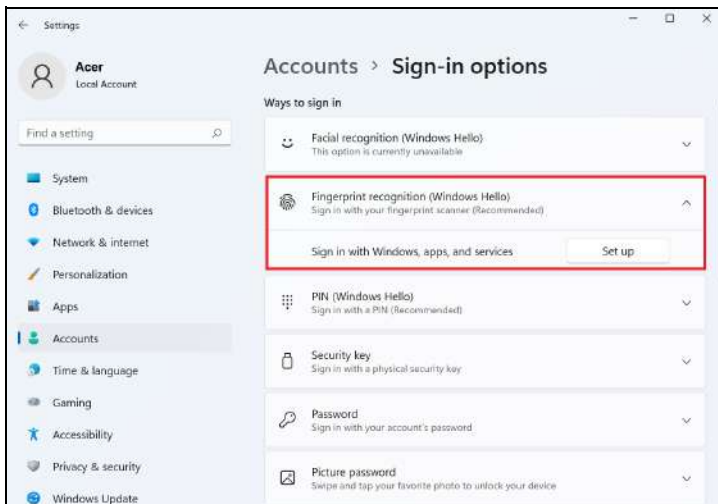 Settings
Acer
Local Account
Find a setting
System
Bluetooth & devices
Network & internet
Personalization
Apps
Accounts
Time & language
Gaming
Accessibility
Privacy & security
Windows Update
Accounts > Sign-in options
Ways to sign in
Facial recognition (Windows Hello)
This option is currently unavailable
Fingerprint recognition (Windows Hello)
Sign in with your fingerprint scanner (Recommended)
Sign in with Windows, apps, and services
Set up
PIN (Windows Hello)
Sign in with a PIN (Recommended)
Security key
Sign in with a physical security key
Password
Sign in with your account's password
Picture password
Swipe and tap your favorite photo to unlock your device